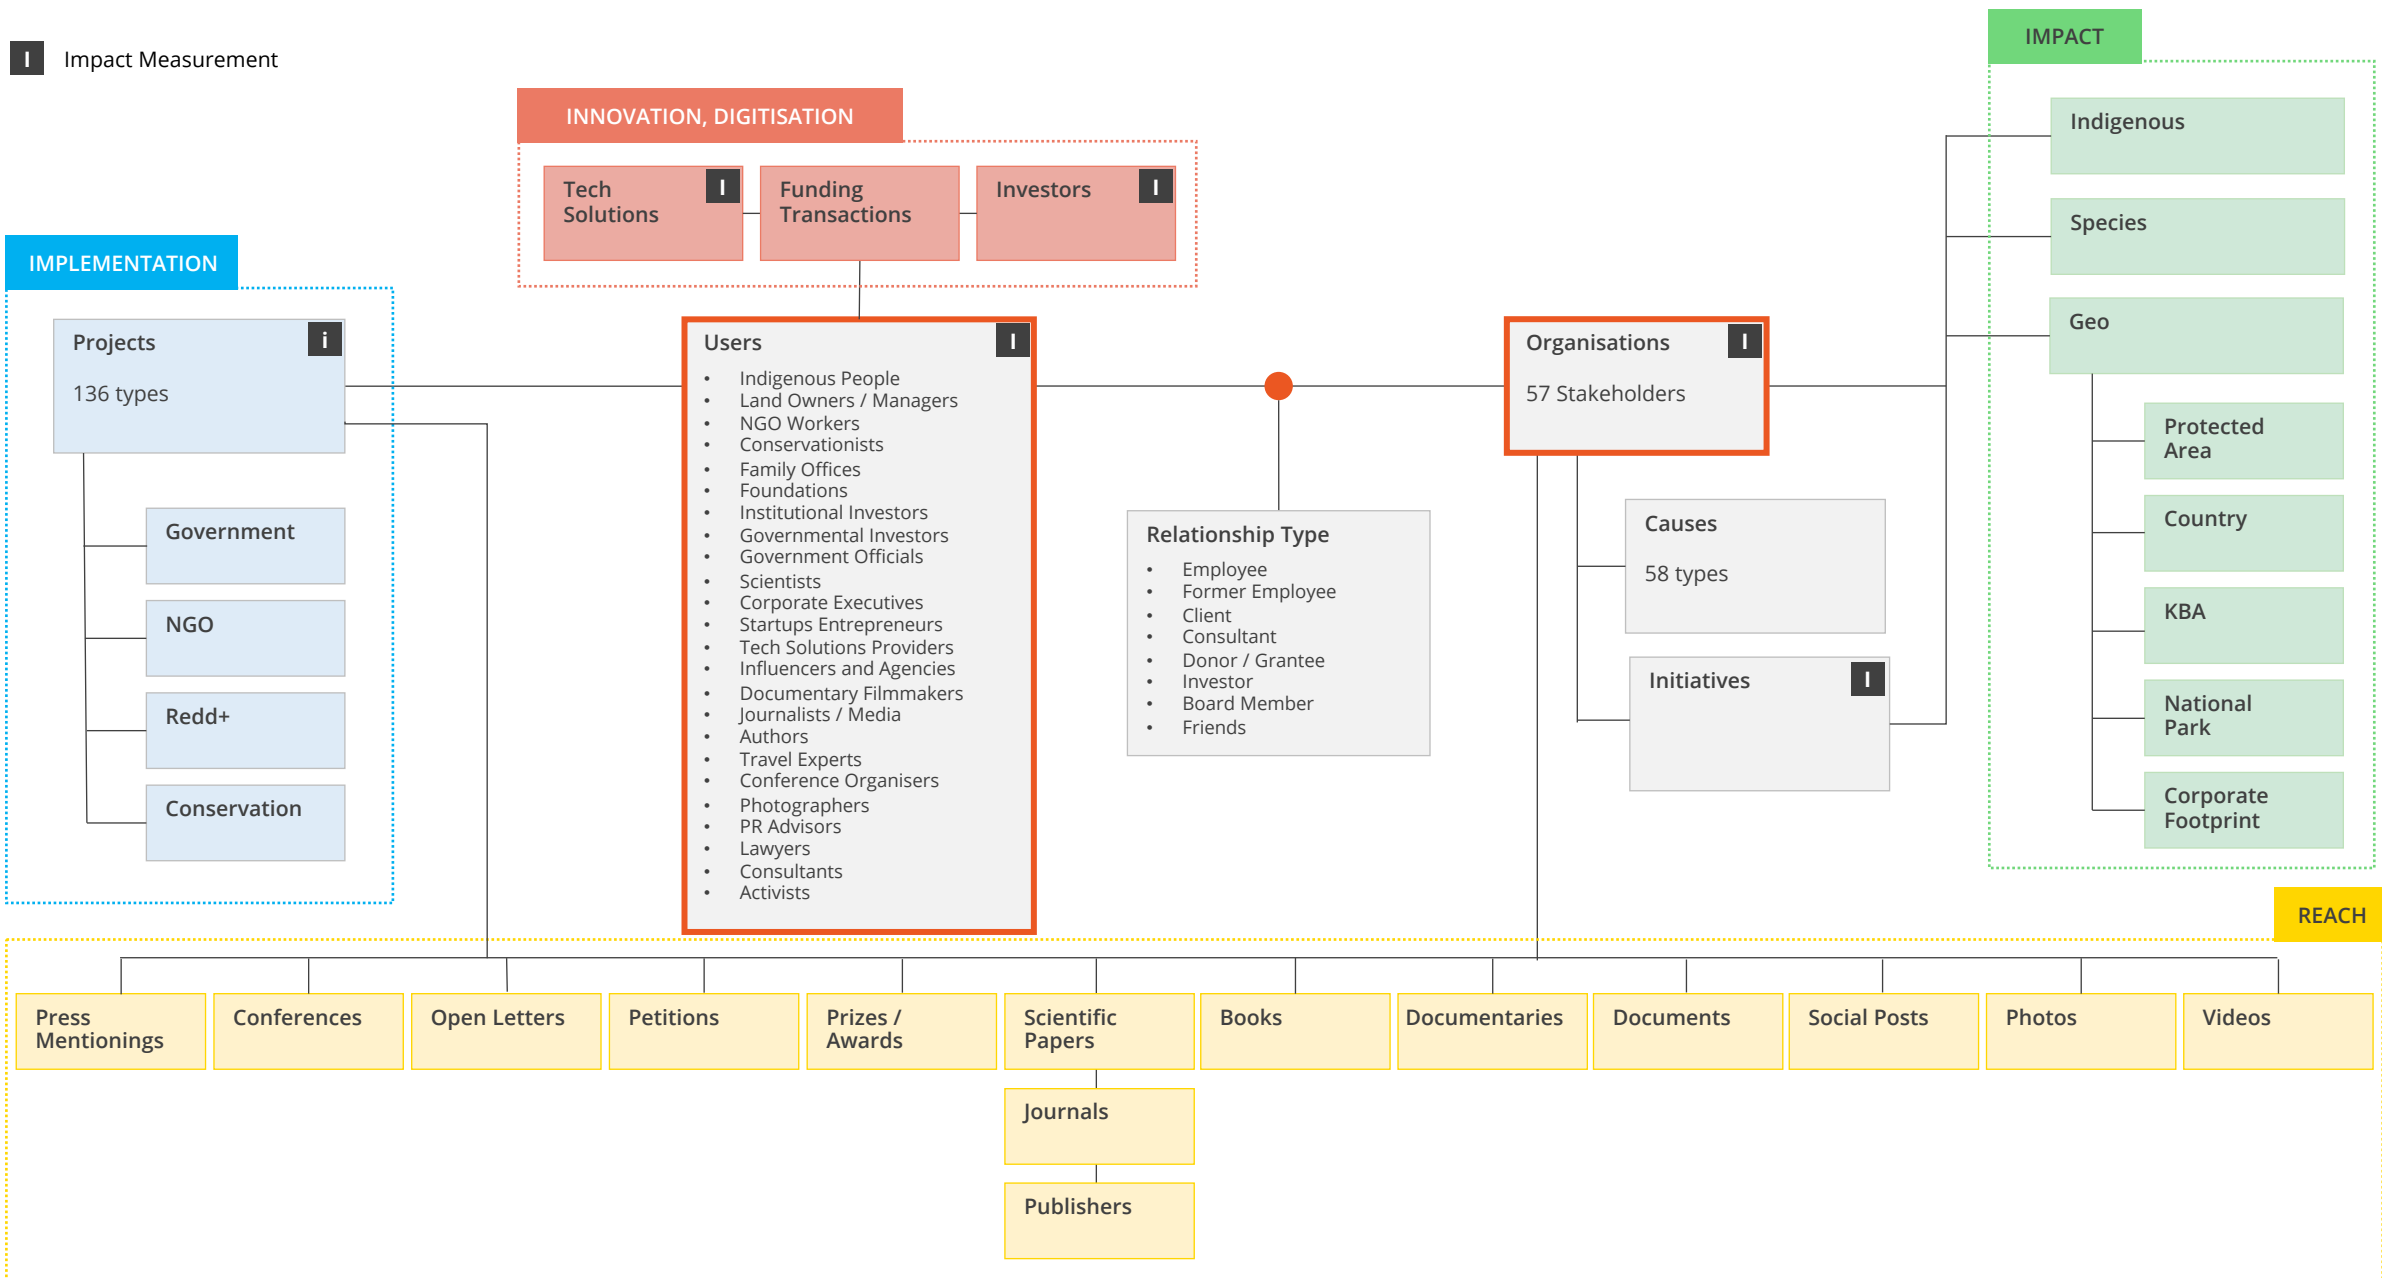 I Impact Measurement
IMPACT
INNOVATION, DIGITISATION
Indigenous
Tech
Solutions
I
Funding
Transactions
Investors
I
Species
IMPLEMENTATION
Geo
Projects
i
136 types
Users
I
• Indigenous People
• Land Owners / Managers
• NGO Workers
• Conservationists
• Family Offices
• Foundations
• Institutional Investors
• Governmental Investors
• Government Officials
• Scientists
• Corporate Executives
• Startups Entrepreneurs
• Tech Solutions Providers
• Influencers and Agencies
• Documentary Filmmakers
• Journalists / Media
• Authors
• Travel Experts
• Conference Organisers
• Photographers
• PR Advisors
• Lawyers
• Consultants
• Activists
Organisations
I
57 Stakeholders
Government
NGO
Redd+
Conservation
Relationship Type
• Employee
• Former Employee
• Client
• Consultant
• Donor / Grantee
• Investor
• Board Member
• Friends
Causes
58 types
Initiatives
I
Protected
Area
Country
KBA
National
Park
Corporate
Footprint
REACH
Press
Mentionings
Conferences
Open Letters
Petitions
Prizes /
Awards
Scientific
Papers
Books
Documentaries
Documents
Social Posts
Photos
Videos
Journals
Publishers